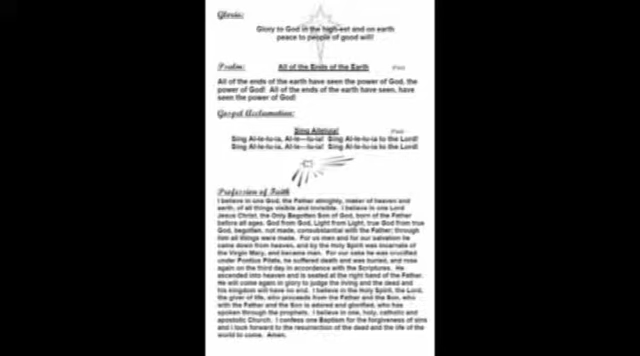 Gloria:
Glory to God in the high-est and on earth
peace to people of good will!
Psalm: All of the Ends of the Earth
All of the ends of the earth have seen the power of God, the
power of God! All of the ends of the earth have seen, have
seen the power of God!
Gospel Acclamation:
Sing Alleluia!
Sing Al-le-lu-ia, Al-le--lu-ia! Sing Al-le-lu-ia to the Lord!
Sing Al-le-lu-ia, Al-le--lu-ia! Sing Al-le-lu-ia to the Lord!
Profession of Faith
I believe in one God, the Father almighty, maker of heaven and
earth, of all things visible and invisible. I believe in one Lord
Jesus Christ, the Only Begotten Son of God, born of the Father
before all ages. God from God, Light from Light, true God from true
God, begotten, not made, consubstantial with the Father; through
him all things were made. For us men and for our salvation he
came down from heaven, and by the Holy Spirit was incarnate of
the Virgin Mary, and became man. For our sake he was crucified
under Pontius Pilate, he suffered death and was buried, and rose
again on the third day in accordance with the Scriptures. He
ascended into heaven and is seated at the right hand of the Father.
He will come again in glory to judge the living and the dead and
his kingdom will have no end. I believe in the Holy Spirit, the Lord,
the giver of life, who proceeds from the Father and the Son, who
with the Father and the Son is adored and glorified, who has
spoken through the prophets. I believe in one, holy, catholic and
apostolic Church. I confess one Baptism for the forgiveness of sins
and I look forward to the resurrection of the dead and the life of the
world to come. Amen.